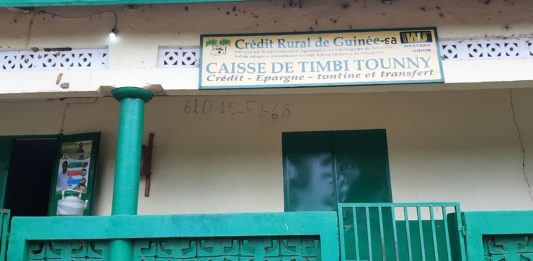 Crédit Rural de Guinée-sa
WU
WESTERN
UNION
CAISSE DE TIMBI TOUNNY
Crédit - Epargne - tontine et transfert
620-13-51-68